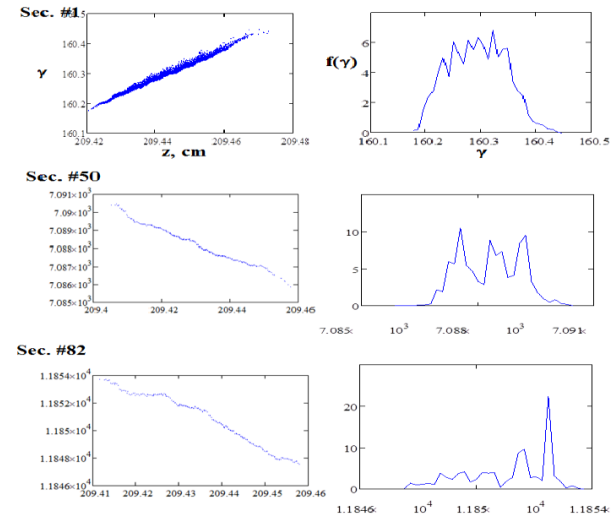 Sec. #1
γ
160.5
160.4
160.3
160.2
160.1
209.42 209.44 209.46 209.48
z, cm
f(γ)
6
4
2
0
160.1 160.2 160.3 160.4 160.5
γ
Sec. #50
7.091×10³
7.09×10³
7.089×10³
7.088×10³
7.087×10³
7.086×10³
7.085×10³
209.4 209.42 209.44 209.46
10
5
0
7.085× 10³ 7.088× 10³ 7.091×
Sec. #82
1.1854×10⁴
1.1852×10⁴
1.185×10⁴
1.1848×10⁴
1.1846×10⁴
209.41 209.42 209.43 209.44 209.45 209.46
20
10
0
1.1846× 10⁴ 1.185× 10⁴ 1.1854×